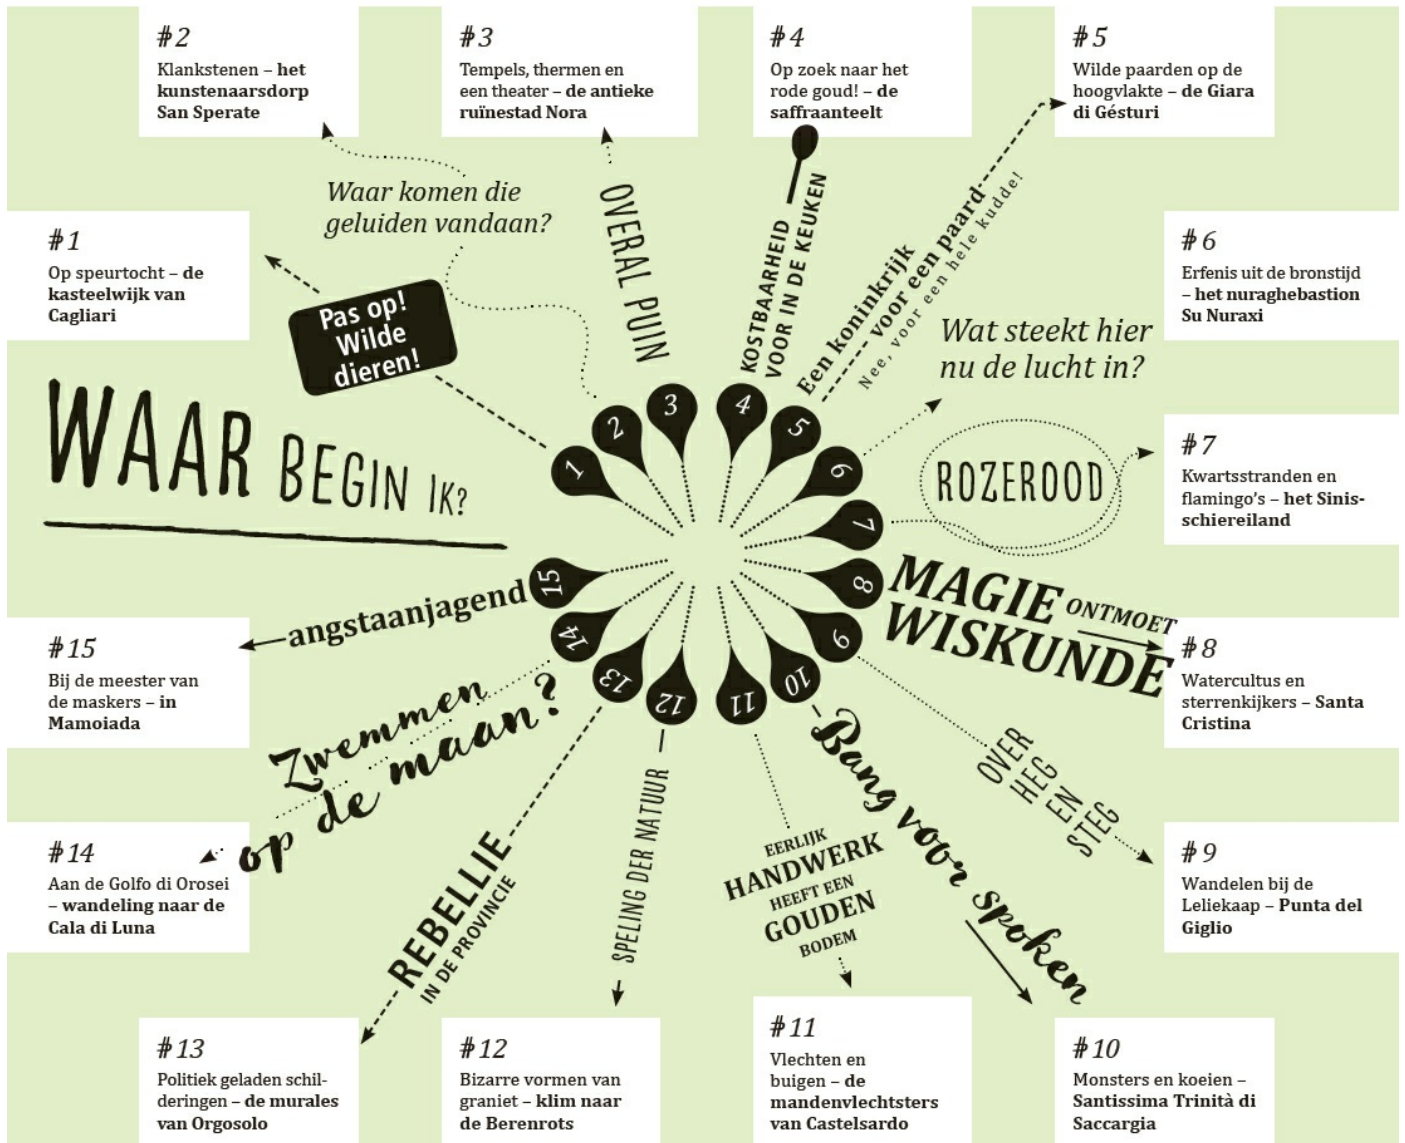 #2
Klankstenen – het
kunstenaarsdorp
San Sperate
#3
Tempels, thermen en
een theater – de antieke
ruïnestad Nora
#4
Op zoek naar het
rode goud! – de
saffraanteelt
#5
Wilde paarden op de
hoogvlakte – de Giara
di Gésturi
#1
Op speurtocht – de
kasteelwijk van
Cagliari
#6
Erfenis uit de bronstijd
– het nuraghebastion
Su Nuraxi
#7
Kwartsstranden en
flamingo's – het Sinis-
schiereiland
WAAR BEGIN IK?
Pas op!
Wilde
dieren!
Waar komen die
geluiden vandaan?
OVERAL PUIN
KOSTBAARHEID
VOOR IN DE KEUKEN
Een koninkrijk
voor een paard
Nee, voor een hele kudde!
Wat steekt hier
nu de lucht in?
ROZEROOD
1
2
3
4
5
6
7
8
9
10
11
12
13
14
15
MAGIE ONTMOET
WISKUNDE
OVER
HEG
EN
STEG
Bang voor spoken
EERLIJK
HANDWERK
HEEFT EEN
GOUDEN
BODEM
SPELING DER NATUUR
REBELLIE
IN DE PROVINCIE
Zwemmen
op de maan?
angstaanjagend
#15
Bij de meester van
de maskers – in
Mamoiada
#8
Watercultus en
sterrenkijkers – Santa
Cristina
#14
Aan de Golfo di Orosei
– wandeling naar de
Cala di Luna
#9
Wandelen bij de
Leliekaap – Punta del
Giglio
#13
Politiek geladen schil-
deringen – de murales
van Orgosolo
#12
Bizarre vormen van
graniet – klim naar
de Berenrots
#11
Vlechten en
buigen – de
mandenvlechtsters
van Castelsardo
#10
Monsters en koeien –
Santissima Trinità di
Saccargia